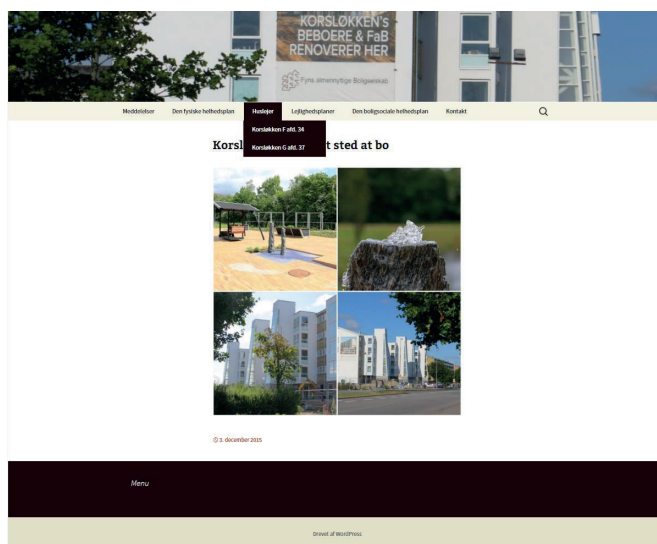 KORSLØKKEN's
BEBOERE & FaB
RENOVERER HER
Fyns almennyttige Boligselskab
Meddelelser Den fysiske helhedsplan Huslejer Lejlighedsplaner Den boligsociale helhedsplan Kontakt
Korsløkken F afd. 34
Korsløkken G afd. 37
Korsl t sted at bo
3. december 2015
Menu
Drevet af WordPress